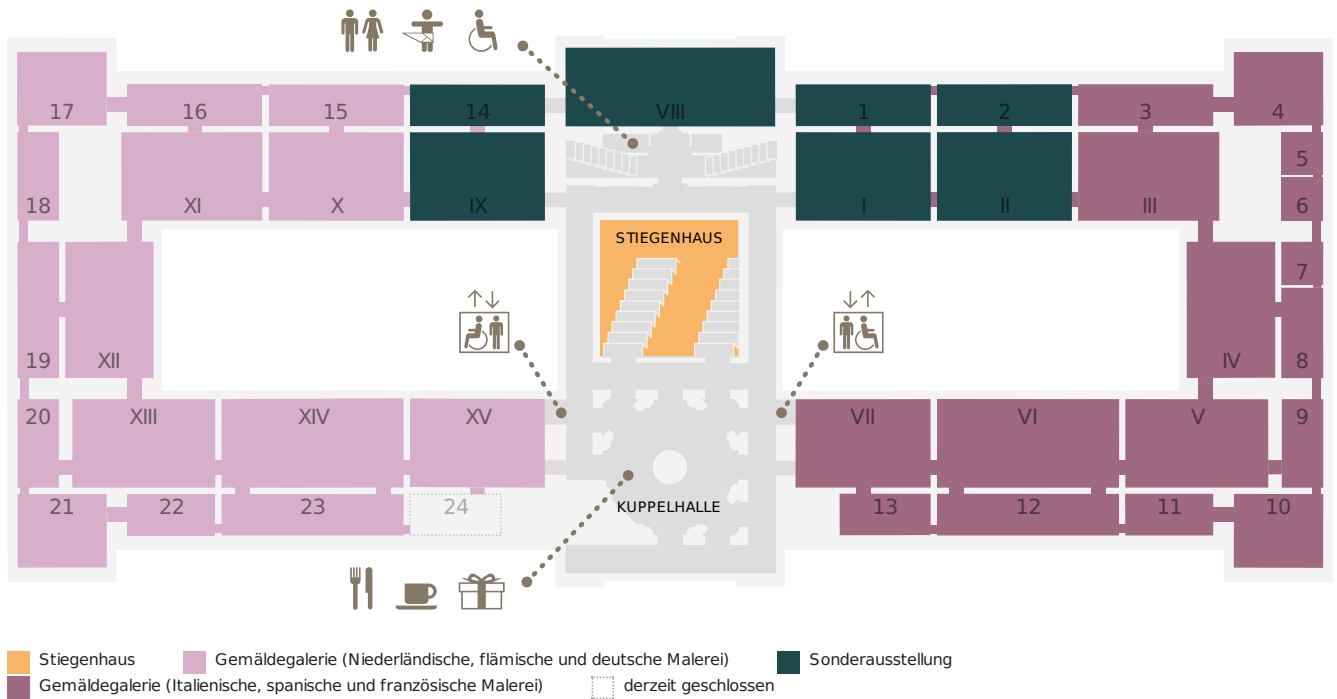 17 16 15 14 VIII 1 2 3 4
5
18 XI X IX I II III 6
STIEGENHAUS
7
19 XII IV 8
20 XIII XIV XV VII VI V 9
21 22 23 24 KUPPELHALLE 13 12 11 10
Stiegenhaus Gemäldegalerie (Niederländische, flämische und deutsche Malerei) Sonderausstellung
Gemäldegalerie (Italienische, spanische und französische Malerei) derzeit geschlossen